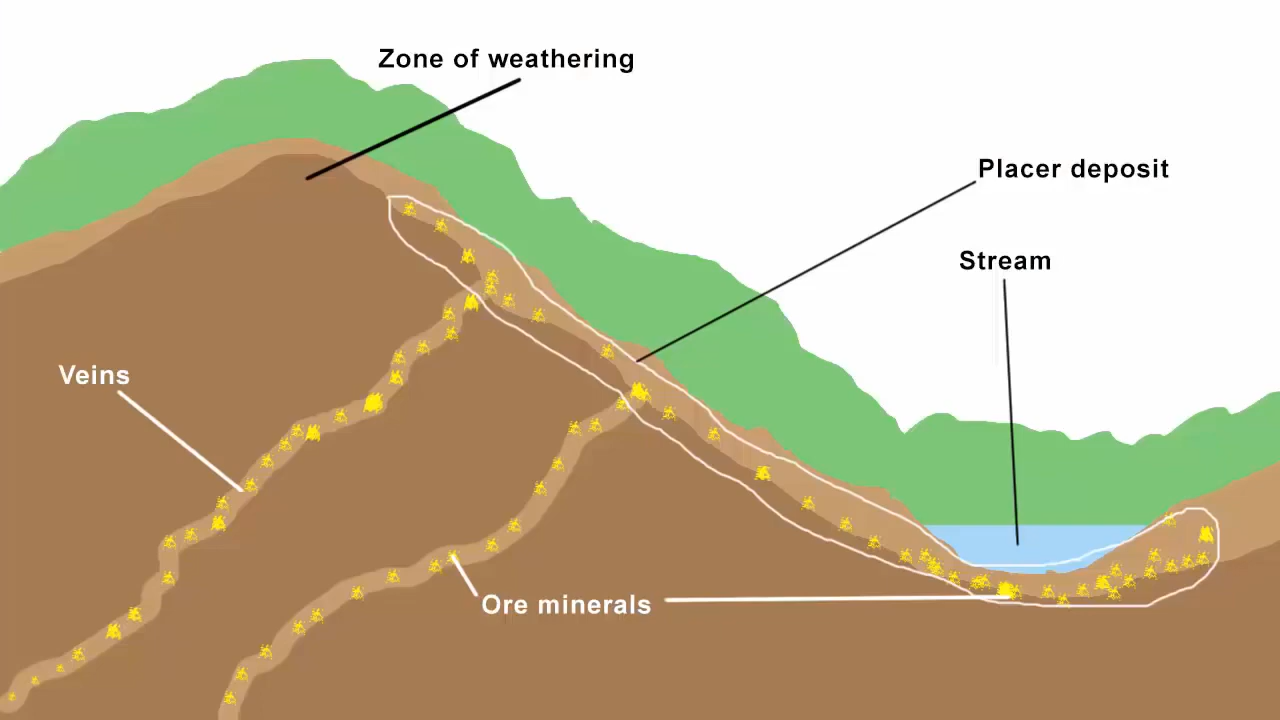 Zone of weathering
Placer deposit
Stream
Veins
Ore minerals